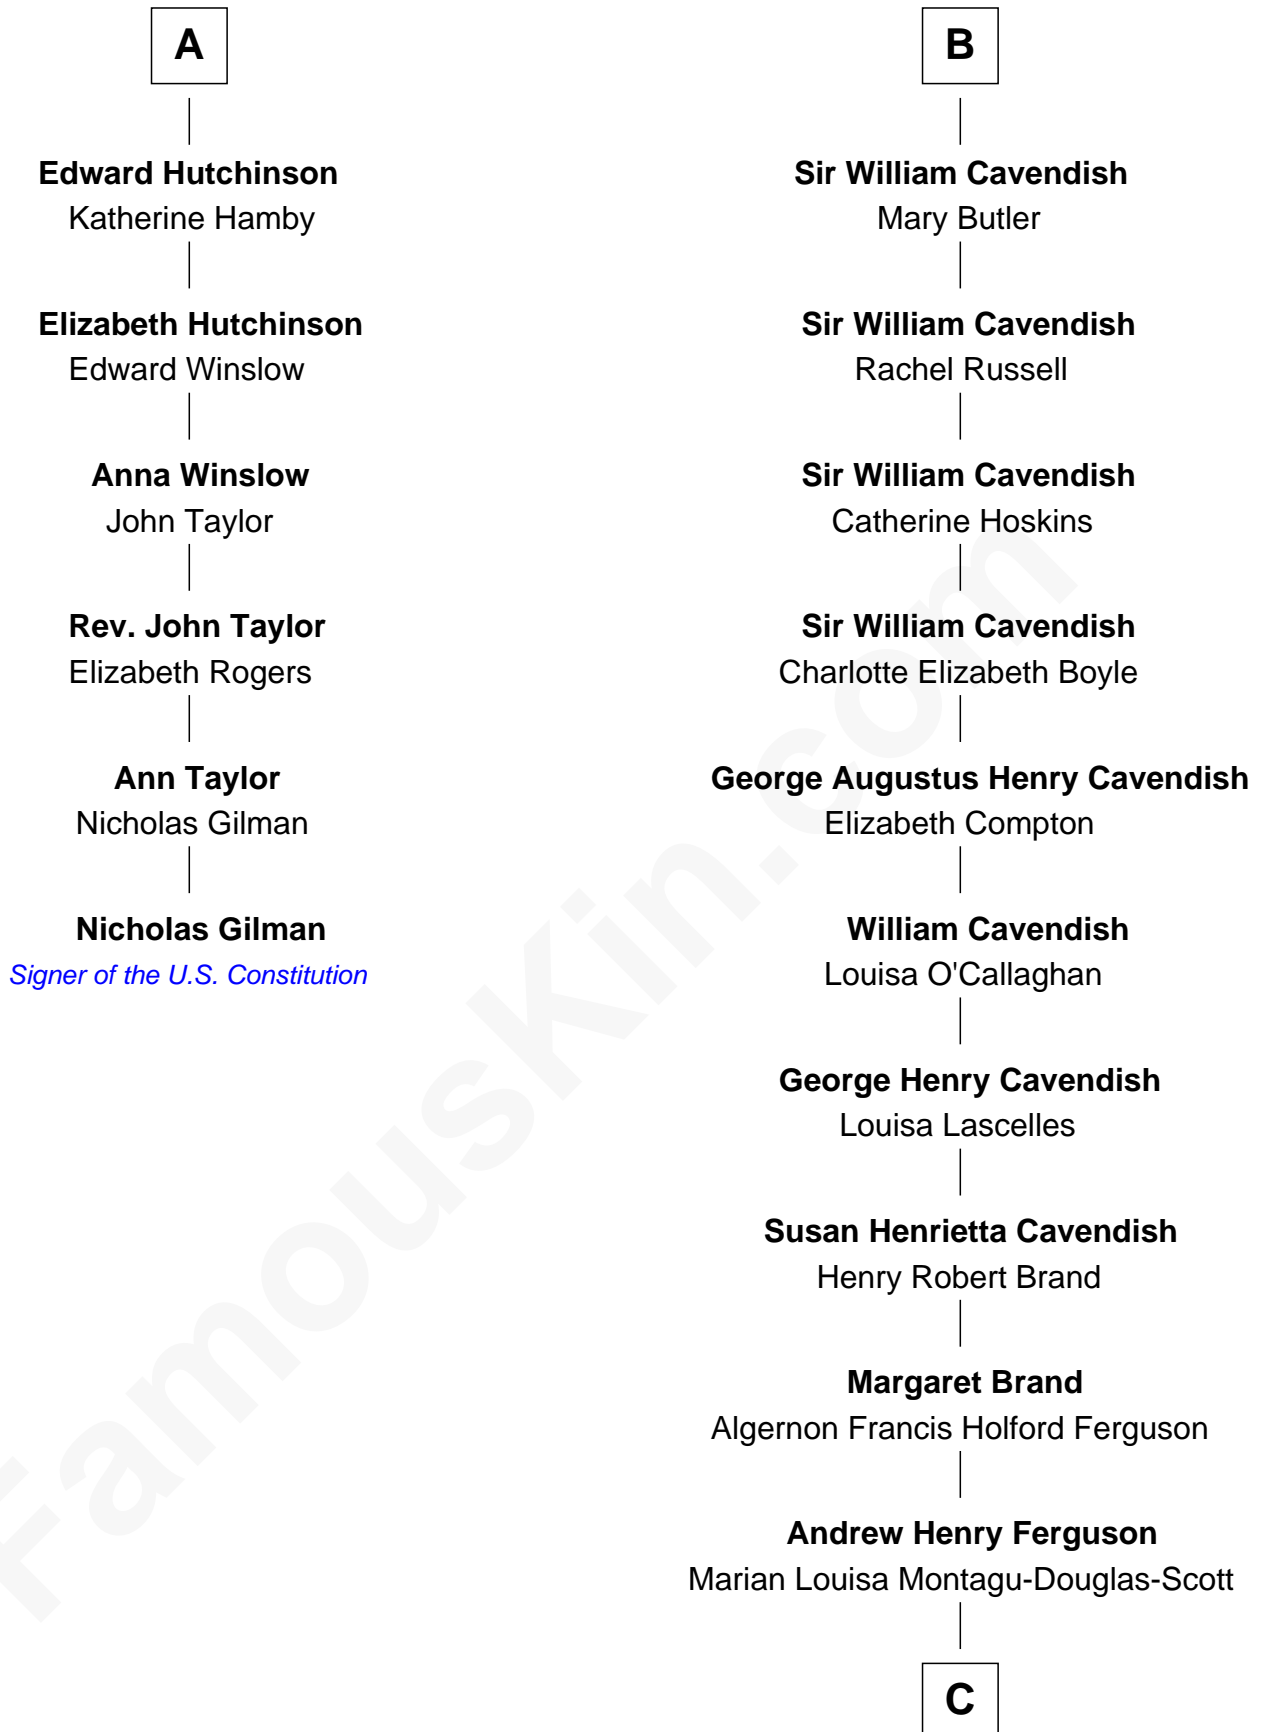 A
Edward Hutchinson
Katherine Hamby
Elizabeth Hutchinson
Edward Winslow
Anna Winslow
John Taylor
Rev. John Taylor
Elizabeth Rogers
Ann Taylor
Nicholas Gilman
Nicholas Gilman
Signer of the U.S. Constitution
B
Sir William Cavendish
Mary Butler
Sir William Cavendish
Rachel Russell
Sir William Cavendish
Catherine Hoskins
Sir William Cavendish
Charlotte Elizabeth Boyle
George Augustus Henry Cavendish
Elizabeth Compton
William Cavendish
Louisa O'Callaghan
George Henry Cavendish
Louisa Lascelles
Susan Henrietta Cavendish
Henry Robert Brand
Margaret Brand
Algernon Francis Holford Ferguson
Andrew Henry Ferguson
Marian Louisa Montagu-Douglas-Scott
C
FamousKin.com